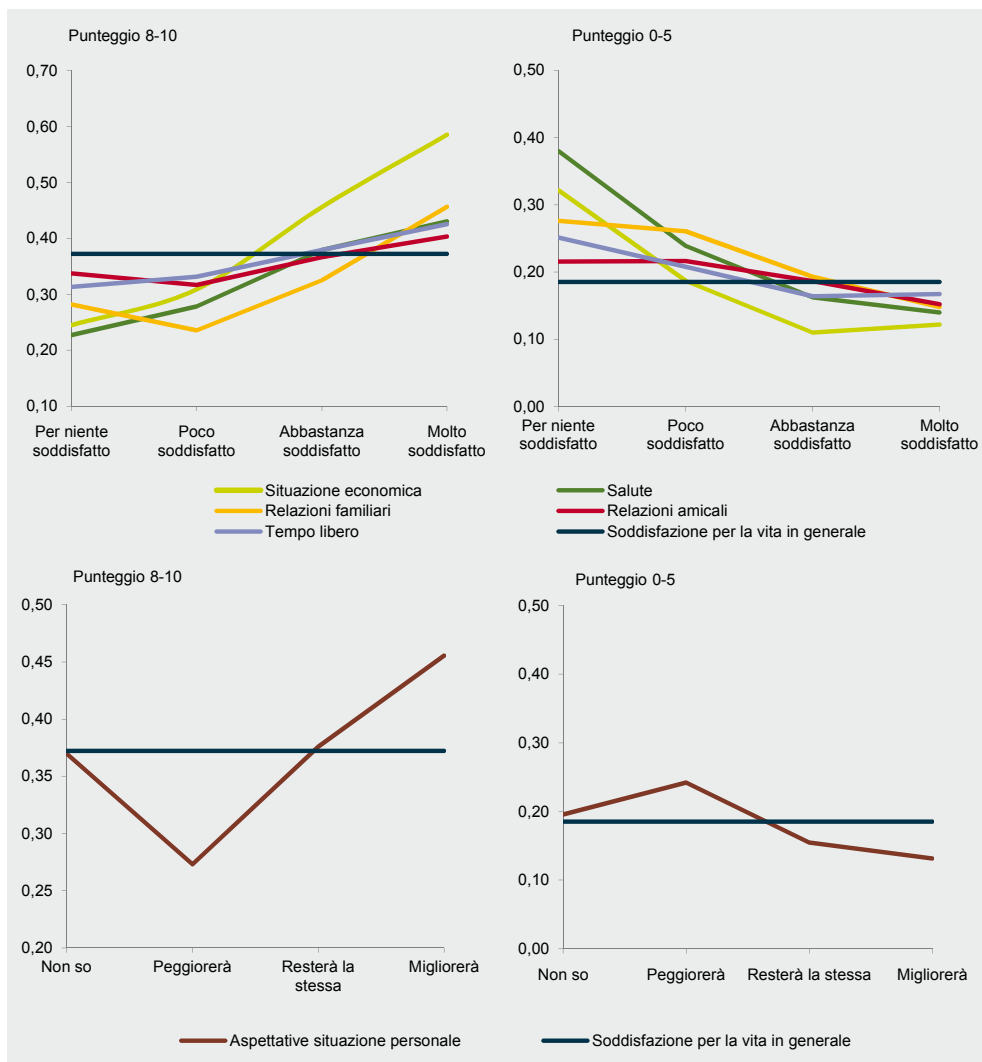 Punteggio 8-10
0,70
0,60
0,50
0,40
0,30
0,20
0,10
Per niente
soddisfatto
Poco
soddisfatto
Abbastanza
soddisfatto
Molto
soddisfatto
Punteggio 0-5
0,50
0,40
0,30
0,20
0,10
0,00
Per niente
soddisfatto
Poco
soddisfatto
Abbastanza
soddisfatto
Molto
soddisfatto
Situazione economica
Salute
Relazioni familiari
Relazioni amicali
Tempo libero
Soddisfazione per la vita in generale
Punteggio 8-10
0,50
0,45
0,40
0,35
0,30
0,25
0,20
Non so
Peggiorerà
Resterà la
stessa
Migliorerà
Punteggio 0-5
0,50
0,40
0,30
0,20
0,10
0,00
Non so
Peggiorerà
Resterà la stessa
Migliorerà
Aspettative situazione personale
Soddisfazione per la vita in generale